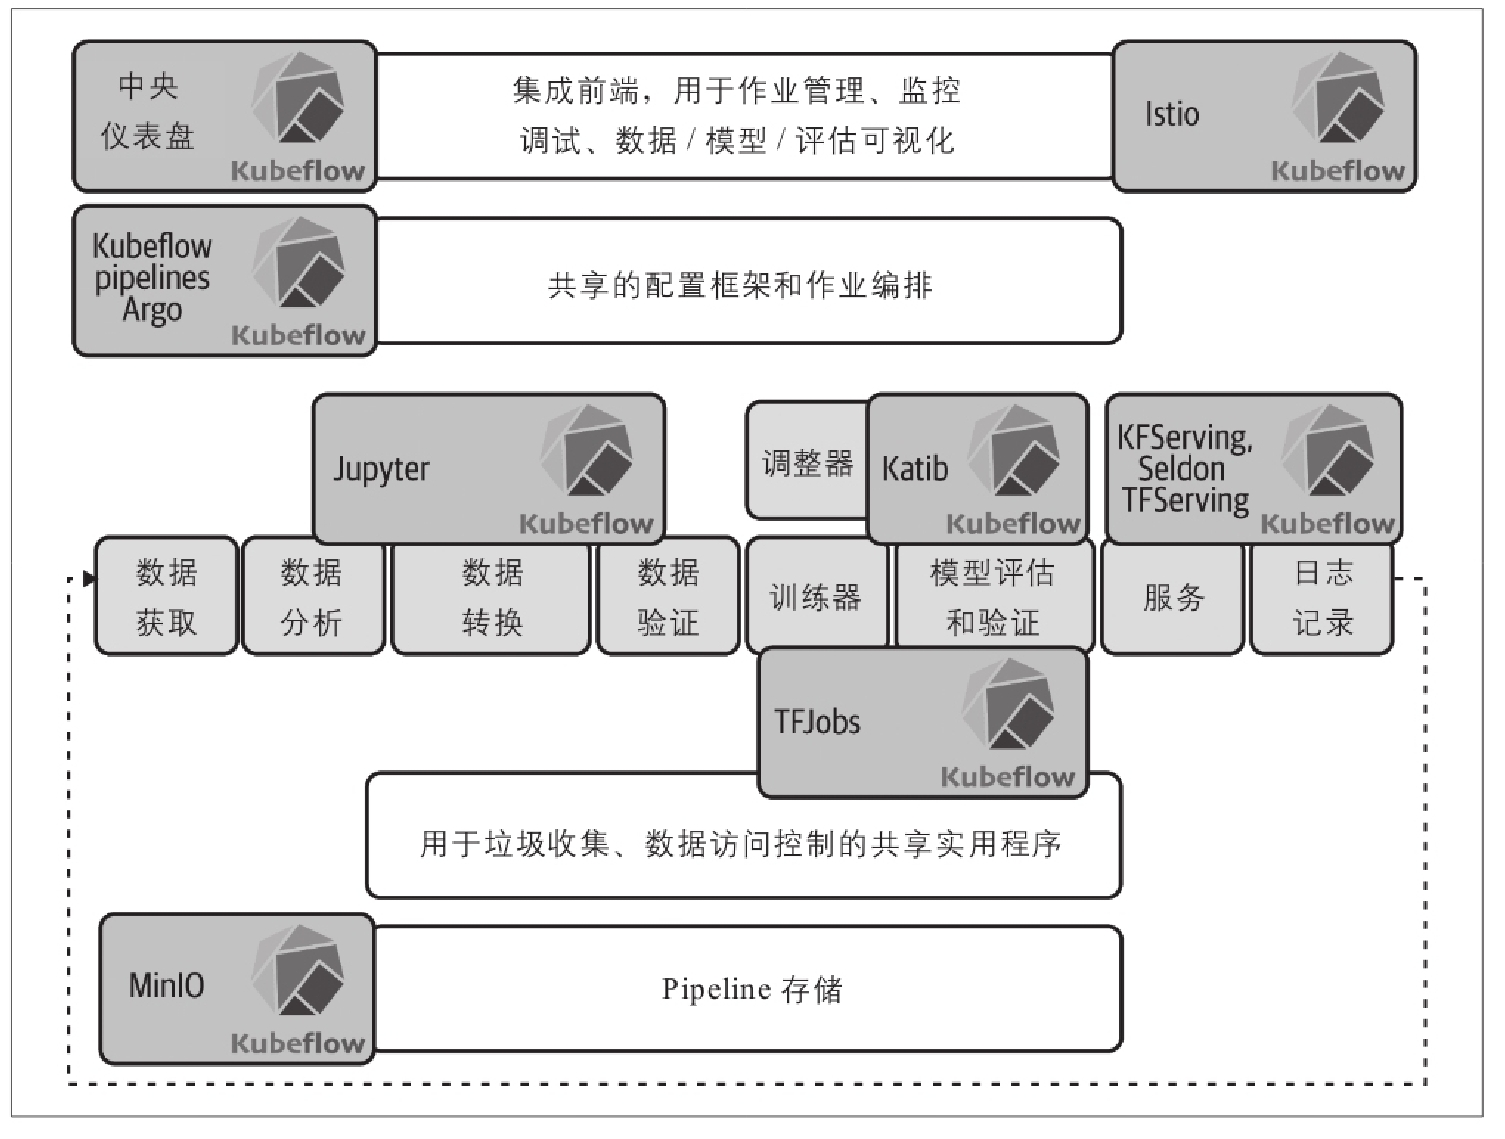 中央
仪表盘
Kubeflow
集成前端，用于作业管理、监控
调试、数据 / 模型 / 评估可视化
Istio
Kubeflow
Kubeflow
pipelines
Argo
Kubeflow
共享的配置框架和作业编排
Jupyter
Kubeflow
调整器
Katib
Kubeflow
KFServing,
Seldon
TFServing
Kubeflow
数据
获取
数据
分析
数据
转换
数据
验证
训练器
模型评估
和验证
服务
日志
记录
TFJobs
Kubeflow
用于垃圾收集、数据访问控制的共享实用程序
MinIO
Kubeflow
Pipeline 存储